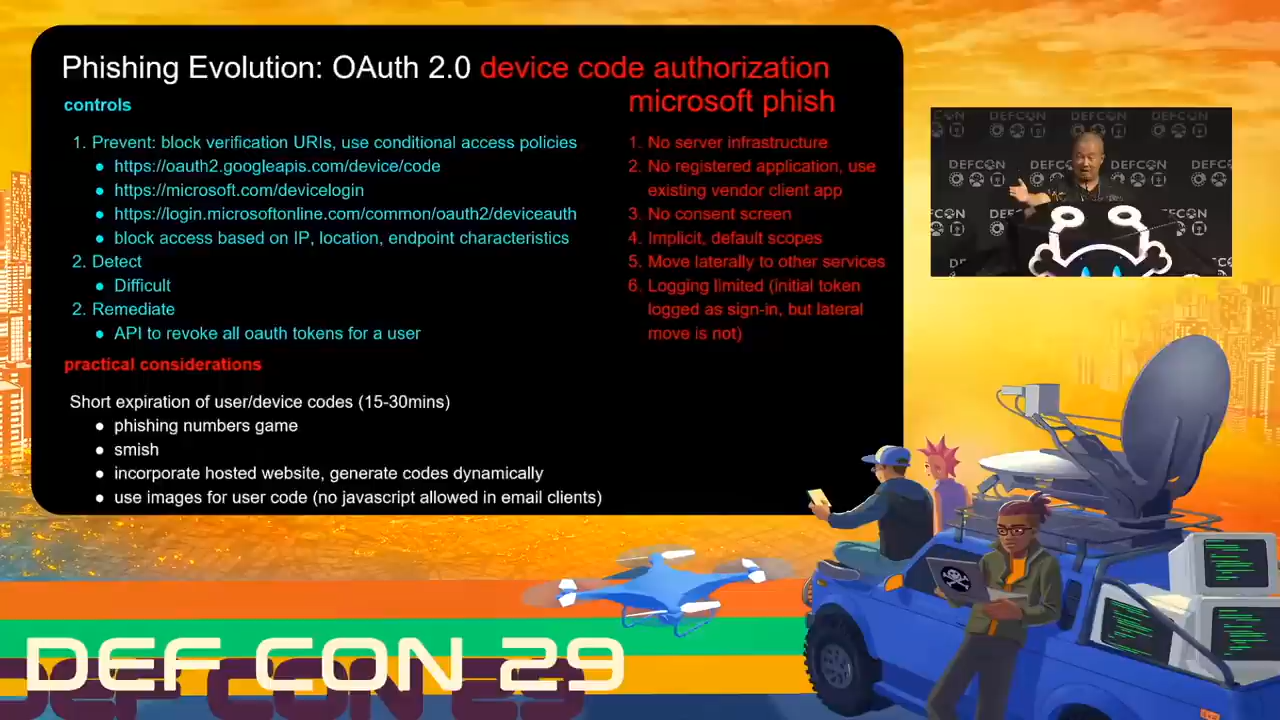 Phishing Evolution: OAuth 2.0 device code authorization
controls
1. Prevent: block verification URIs, use conditional access policies
● https://oauth2.googleapis.com/device/code
● https://microsoft.com/devicelogin
● https://login.microsoftonline.com/common/oauth2/deviceauth
● block access based on IP, location, endpoint characteristics
2. Detect
● Difficult
2. Remediate
● API to revoke all oauth tokens for a user
practical considerations
Short expiration of user/device codes (15-30mins)
● phishing numbers game
● smish
● incorporate hosted website, generate codes dynamically
● use images for user code (no javascript allowed in email clients)
microsoft phish
1. No server infrastructure
2. No registered application, use
existing vendor client app
3. No consent screen
4. Implicit, default scopes
5. Move laterally to other services
6. Logging limited (initial token
logged as sign-in, but lateral
move is not)
DEFCON
DEFCON
DEFCON
DEFCON
DEF CON 29
DEF CON 29